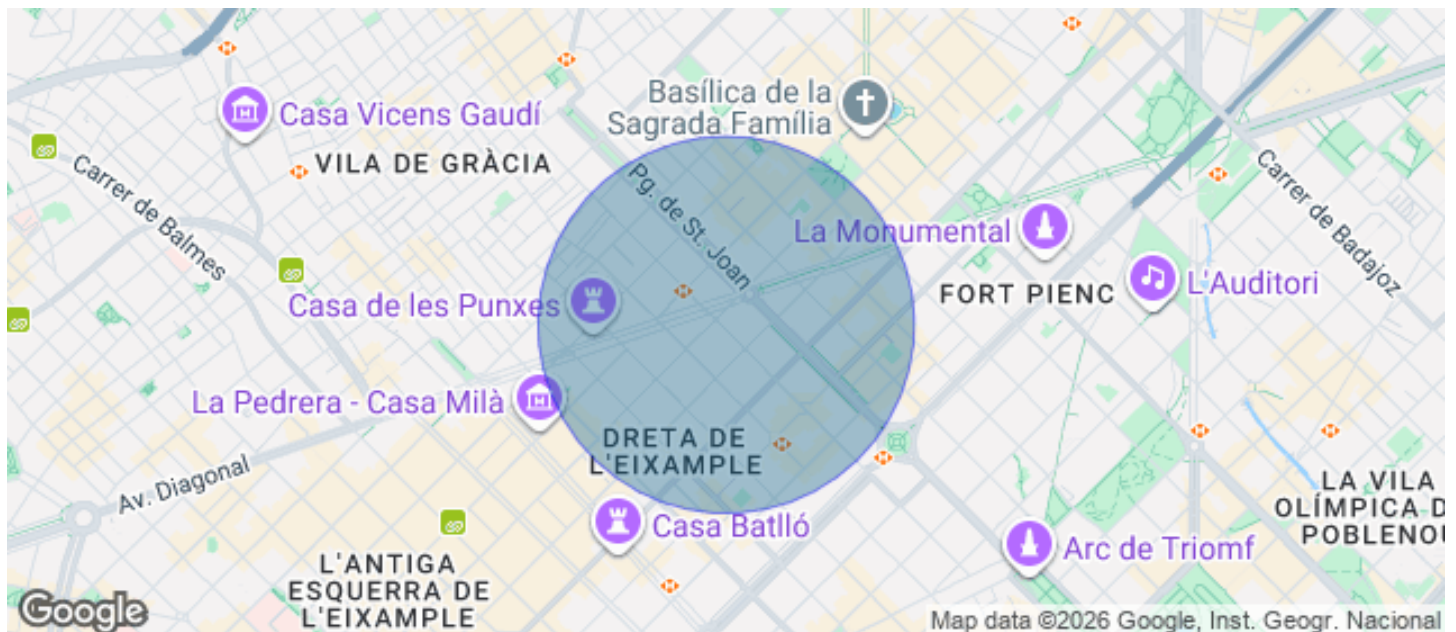 Basílica de la
Sagrada Família
Casa Vicens Gaudí
VILA DE GRÀCIA
Carrer de Balmes
Pg. de St. Joan
Carrer de Badajoz
La Monumental
L'Auditori
FORT PIENC
Casa de les Punxes
La Pedrera - Casa Milà
DRETA DE
L'EIXAMPLE
Av. Diagonal
Casa Batlló
Arc de Triomf
LA VILA
OLÍMPICA D
POBLENOU
L'ANTIGA
ESQUERRA DE
L'EIXAMPLE
Google
Map data ©2026 Google, Inst. Geogr. Nacional